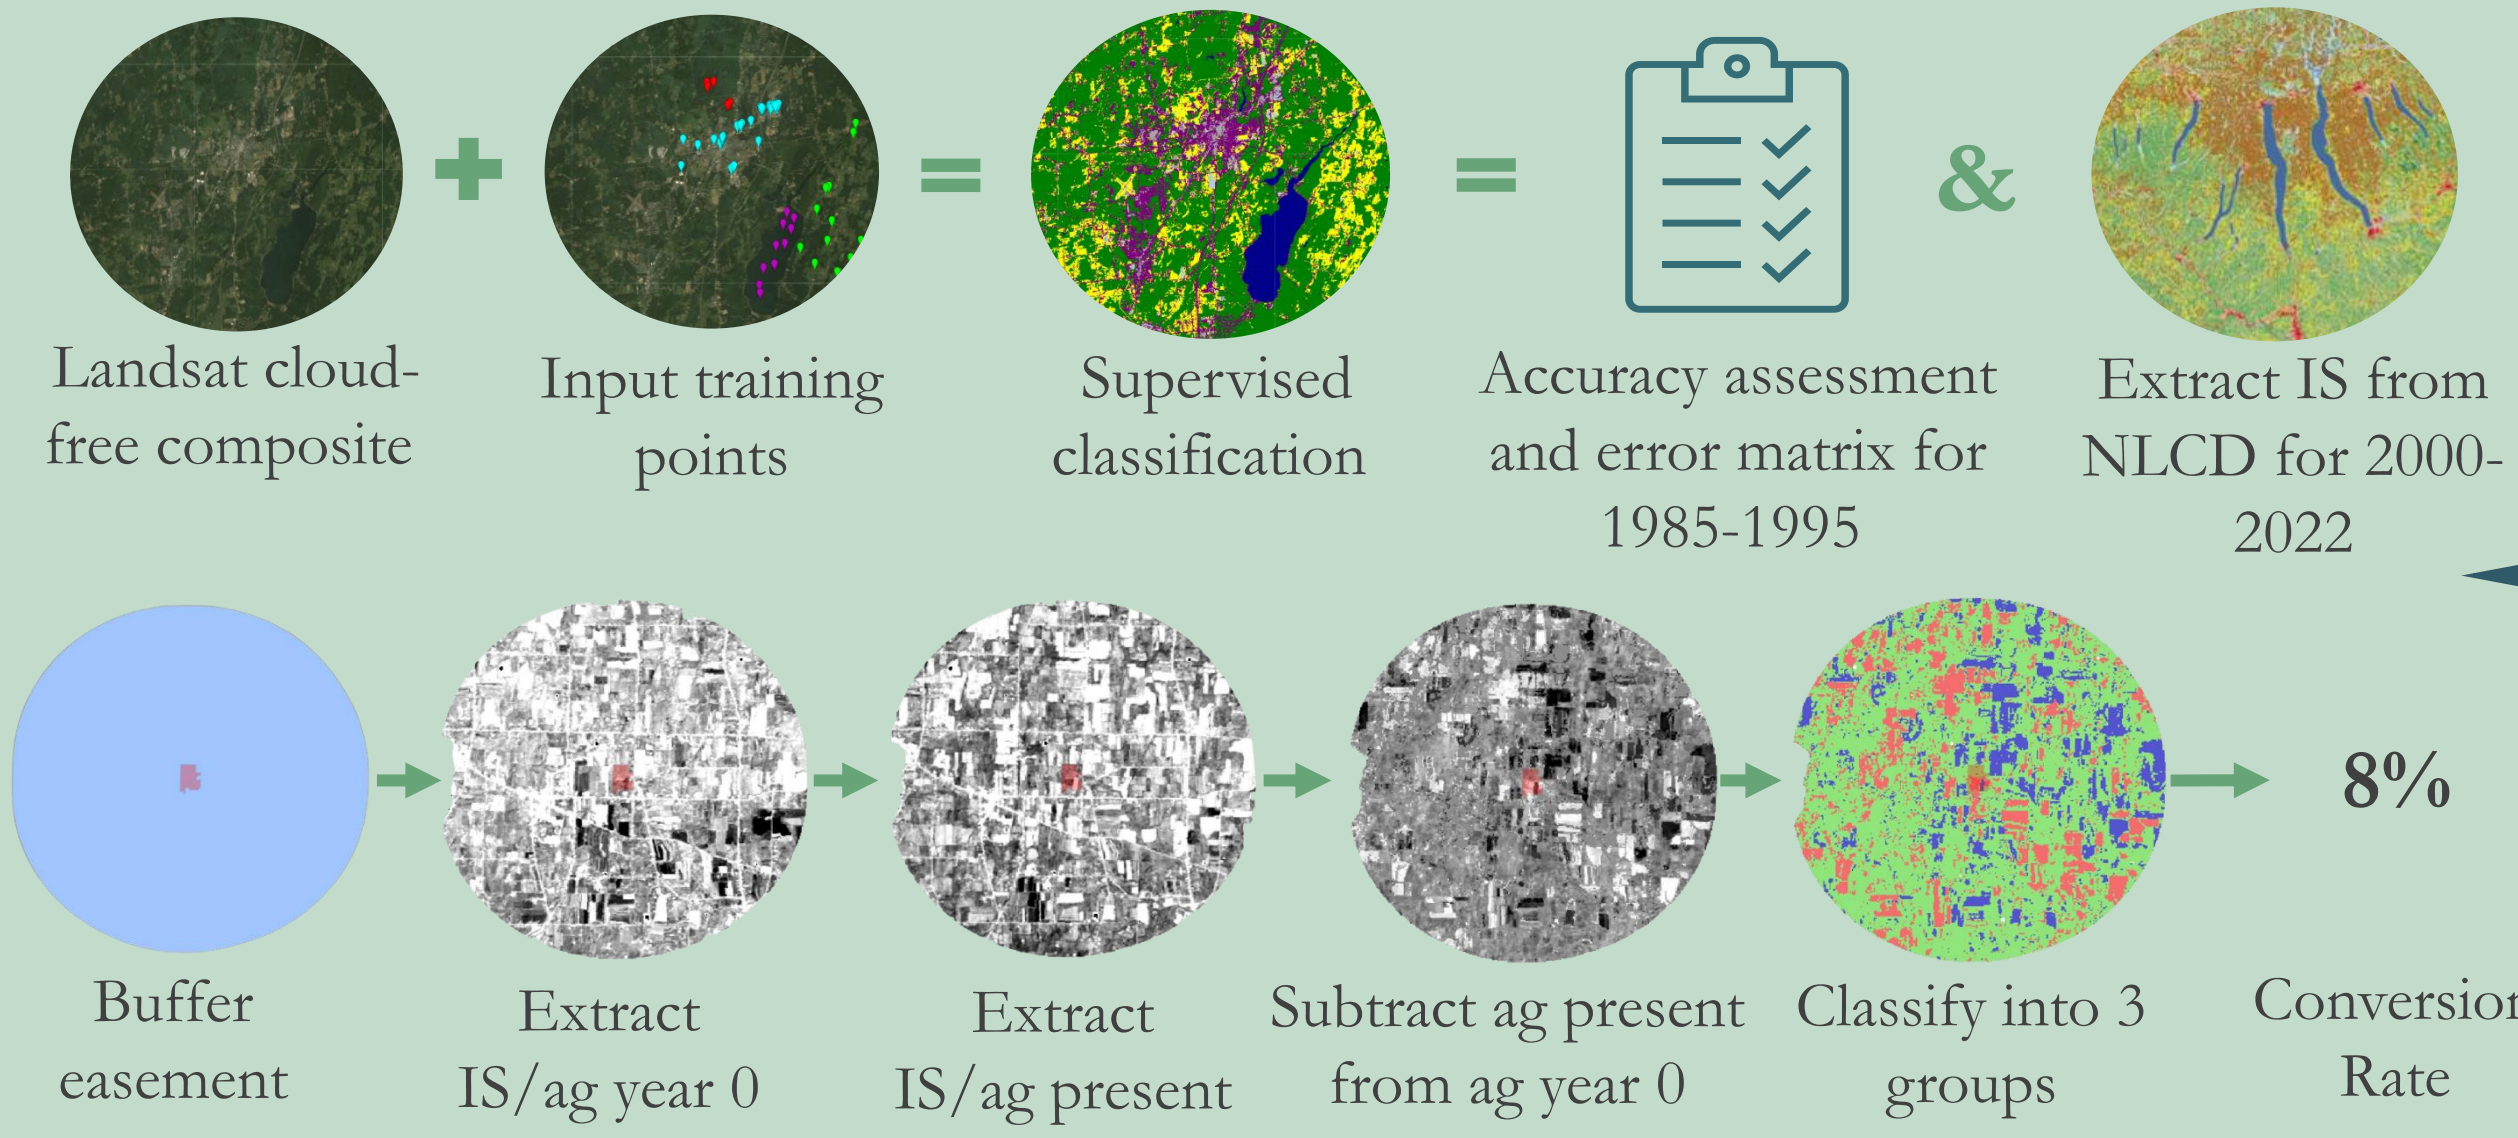 &
Landsat cloud-
free composite
Input training
points
Supervised
classification
Accuracy assessment
and error matrix for
1985-1995
Extract IS from
NLCD for 2000-
2022
8%
Buffer
easement
Extract
IS/ag year 0
Extract
IS/ag present
Subtract ag present
from ag year 0
Classify into 3
groups
Conversion
Rate